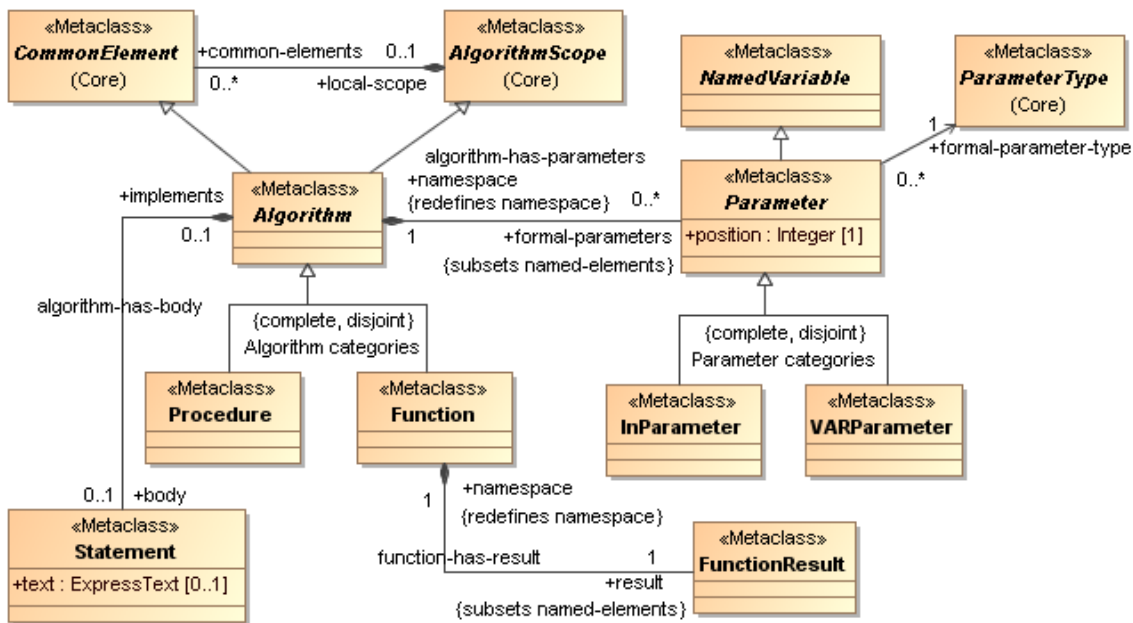 «Metaclass»
CommonElement
(Core)
+common-elements
0..1
0..*
+local-scope
«Metaclass»
AlgorithmScope
(Core)
«Metaclass»
NamedVariable
«Metaclass»
ParameterType
(Core)
1
+formal-parameter-type
0..*
algorithm-has-parameters
+namespace
{redefines namespace}
0..*
1
+formal-parameters
{subsets named-elements}
+implements
0..1
«Metaclass»
Algorithm
«Metaclass»
Parameter
+position : Integer [1]
algorithm-has-body
{complete, disjoint}
Algorithm categories
{complete, disjoint}
Parameter categories
«Metaclass»
Procedure
«Metaclass»
Function
«Metaclass»
InParameter
«Metaclass»
VARParameter
0..1
+body
«Metaclass»
Statement
+text : ExpressText [0..1]
1
+namespace
{redefines namespace}
function-has-result
1
+result
{subsets named-elements}
«Metaclass»
FunctionResult